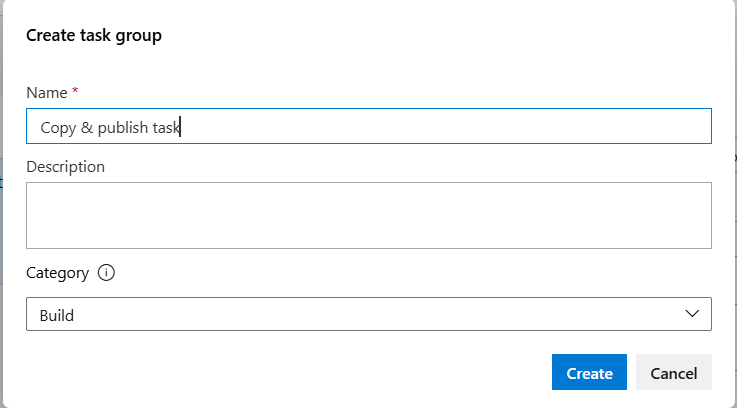 Create task group
Name *
Copy & publish task
Description
Category
Build
Create Cancel